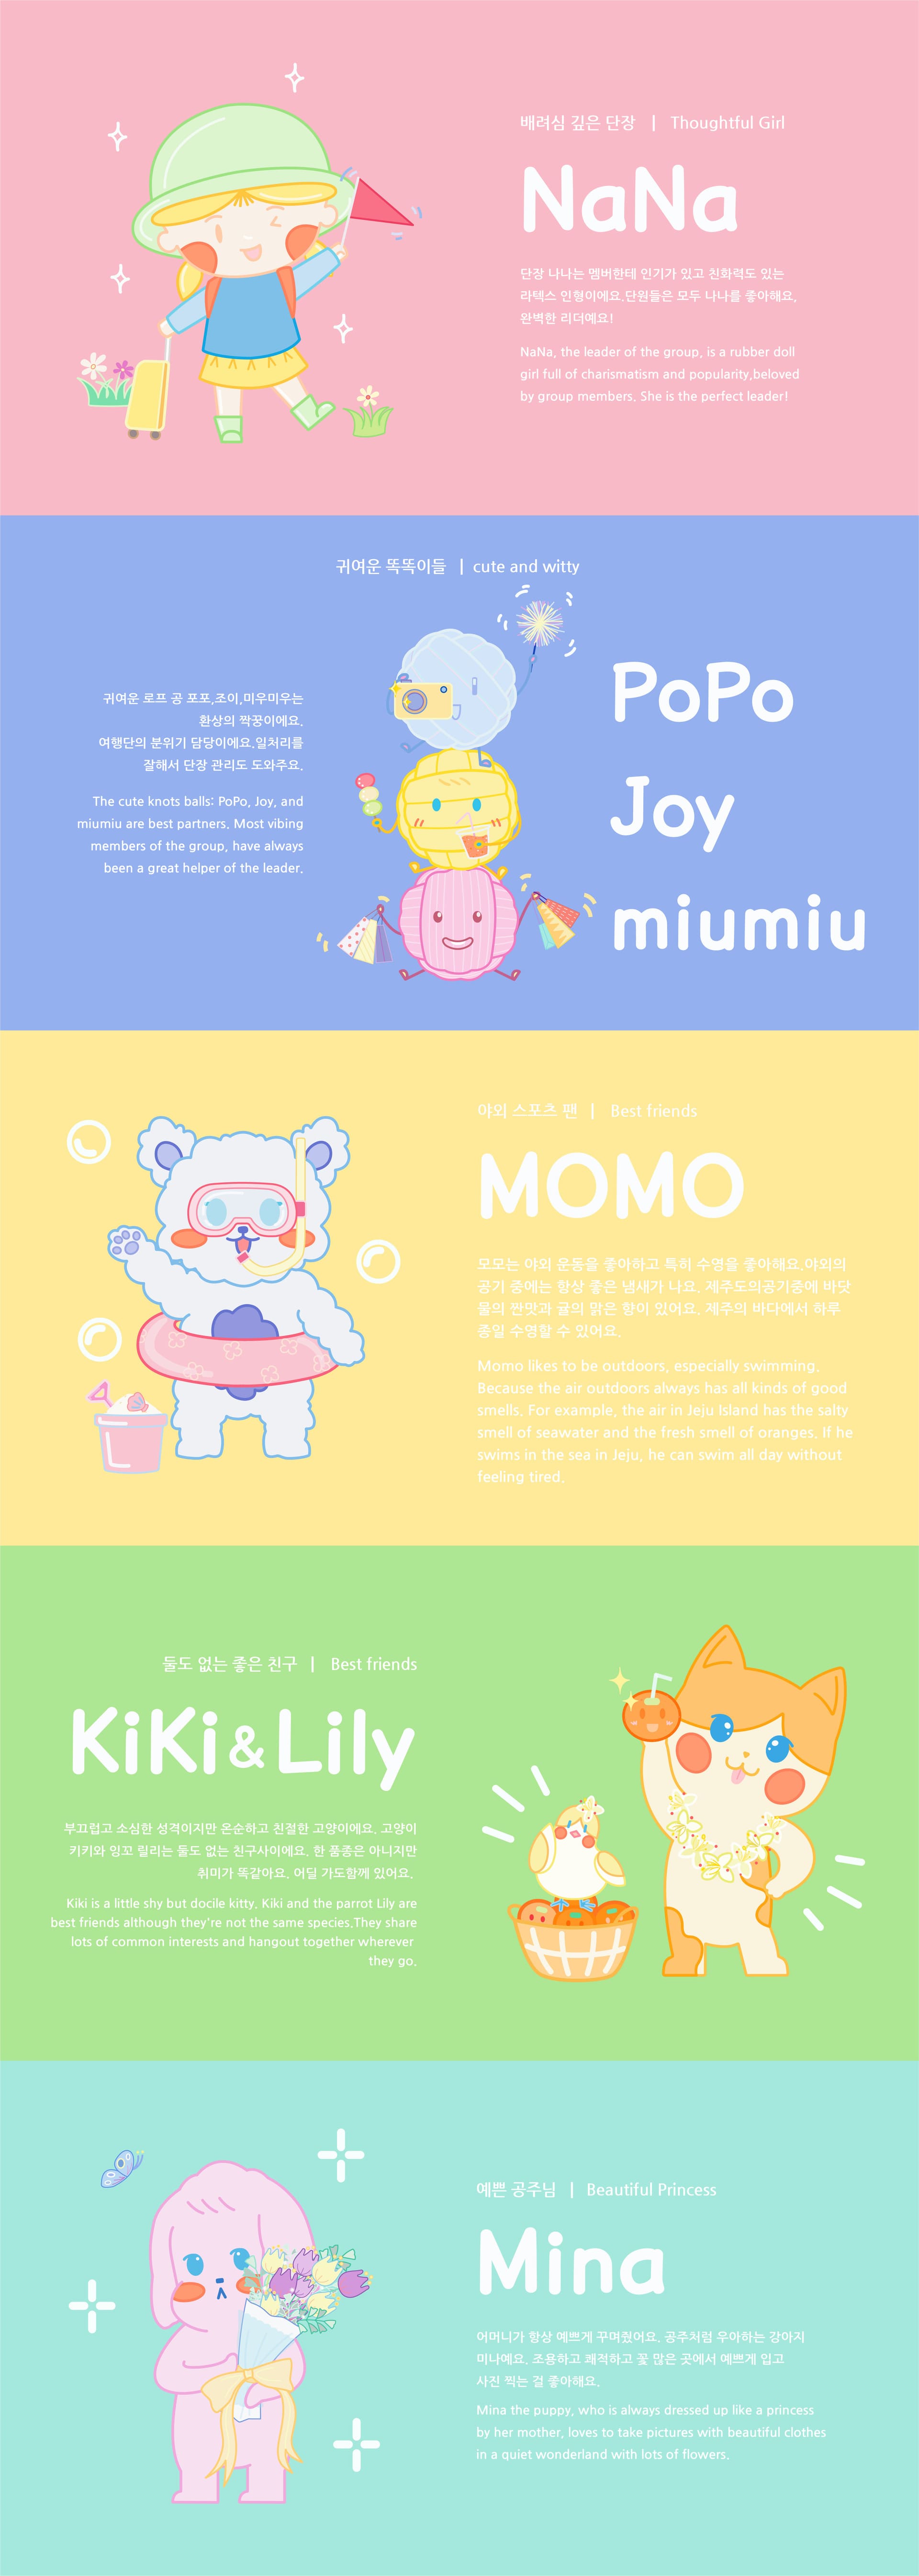 배려심 깊은 단장 | Thoughtful Girl
NaNa
단장 나나는 멤버한테 인기가 있고 친화력도 있는
라텍스 인형이에요.단원들은 모두 나나를 좋아해요,
완벽한 리더예요!
NaNa, the leader of the group, is a rubber doll
girl full of charismatism and popularity,beloved
by group members. She is the perfect leader!
귀여운 똑똑이들 | cute and witty
귀여운 로프 공 포포,조이,미우미우는
환상의 짝꿍이에요.
여행단의 분위기 담당이에요.일처리를
잘해서 단장 관리도 도와주요.
The cute knots balls: PoPo, Joy, and
miumiu are best partners. Most vibing
members of the group, have always
been a great helper of the leader.
PoPo
Joy
miumiu
야외 스포츠 팬 | Best friends
MOMO
모모는 야외 운동을 좋아하고 특히 수영을 좋아해요.야외의
공기 중에는 항상 좋은 냄새가 나요. 제주도의공기중에 바닷
물의 짠맛과 귤의 맑은 향이 있어요. 제주의 바다에서 하루
종일 수영할 수 있어요.
Momo likes to be outdoors, especially swimming.
Because the air outdoors always has all kinds of good
smells. For example, the air in Jeju Island has the salty
smell of seawater and the fresh smell of oranges. If he
swims in the sea in Jeju, he can swim all day without
feeling tired.
둘도 없는 좋은 친구 | Best friends
KiKi & Lily
부끄럽고 소심한 성격이지만 온순하고 친절한 고양이에요. 고양이
키키와 잉꼬 릴리는 둘도 없는 친구사이에요. 한 품종은 아니지만
취미가 똑같아요. 어딜 가도함께 있어요.
Kiki is a little shy but docile kitty. Kiki and the parrot Lily are
best friends although they're not the same species.They share
lots of common interests and hangout together wherever
they go.
예쁜 공주님 | Beautiful Princess
Mina
어머니가 항상 예쁘게 꾸며줬어요. 공주처럼 우아하는 강아지
미나예요. 조용하고 쾌적하고 꽃 많은 곳에서 예쁘게 입고
사진 찍는 걸 좋아해요.
Mina the puppy, who is always dressed up like a princess
by her mother, loves to take pictures with beautiful clothes
in a quiet wonderland with lots of flowers.